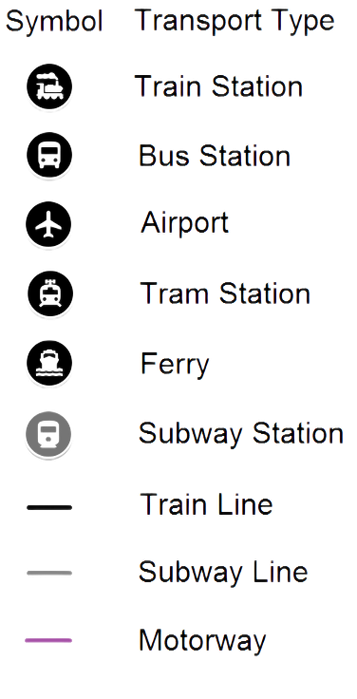 Symbol Transport Type
Train Station
Bus Station
Airport
Tram Station
Ferry
Subway Station
Train Line
Subway Line
Motorway